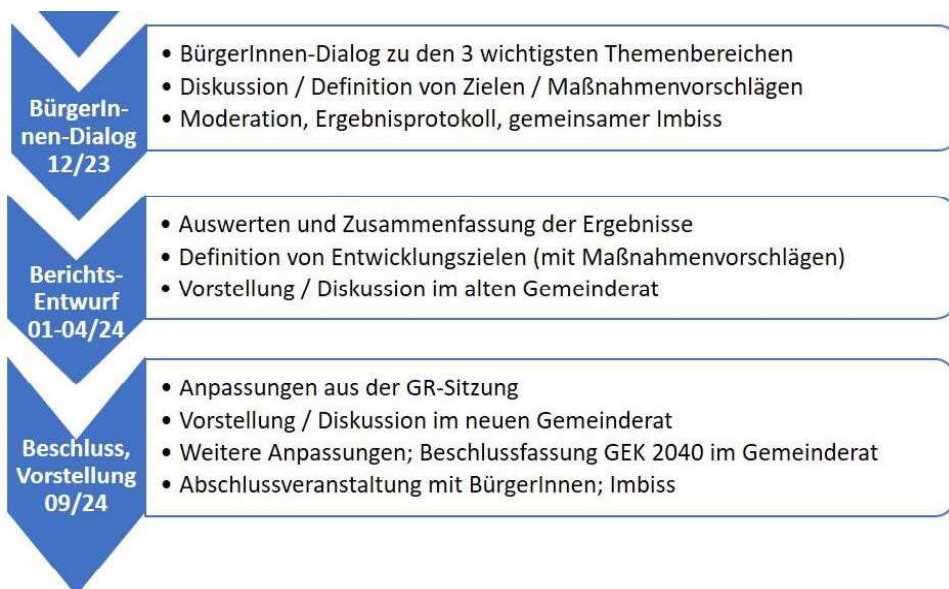 BürgerIn-
nen-Dialog
12/23
• BürgerInnen-Dialog zu den 3 wichtigsten Themenbereichen
• Diskussion / Definition von Zielen / Maßnahmenvorschlägen
• Moderation, Ergebnisprotokoll, gemeinsamer Imbiss
Berichts-
Entwurf
01-04/24
• Auswerten und Zusammenfassung der Ergebnisse
• Definition von Entwicklungszielen (mit Maßnahmenvorschlägen)
• Vorstellung / Diskussion im alten Gemeinderat
Beschluss,
Vorstellung
09/24
• Anpassungen aus der GR-Sitzung
• Vorstellung / Diskussion im neuen Gemeinderat
• Weitere Anpassungen; Beschlussfassung GEK 2040 im Gemeinderat
• Abschlussveranstaltung mit BürgerInnen; Imbiss